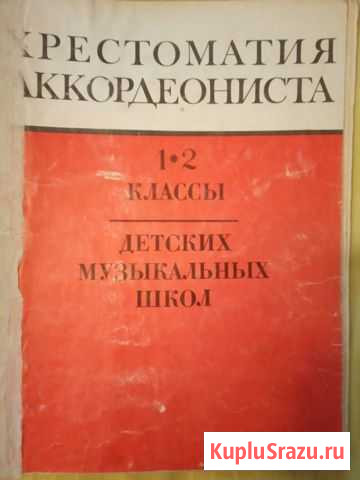 ХРЕСТОМАТИЯ
АККОРДЕОНИСТА
1•2
КЛАССЫ
ДЕТСКИХ
МУЗЫКАЛЬНЫХ
ШКОЛ
KupluSrazu.ru